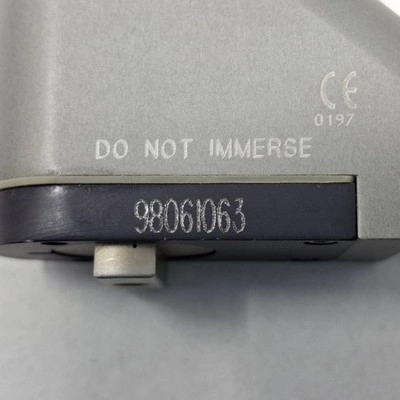 CE
0197
DO NOT IMMERSE
98061063